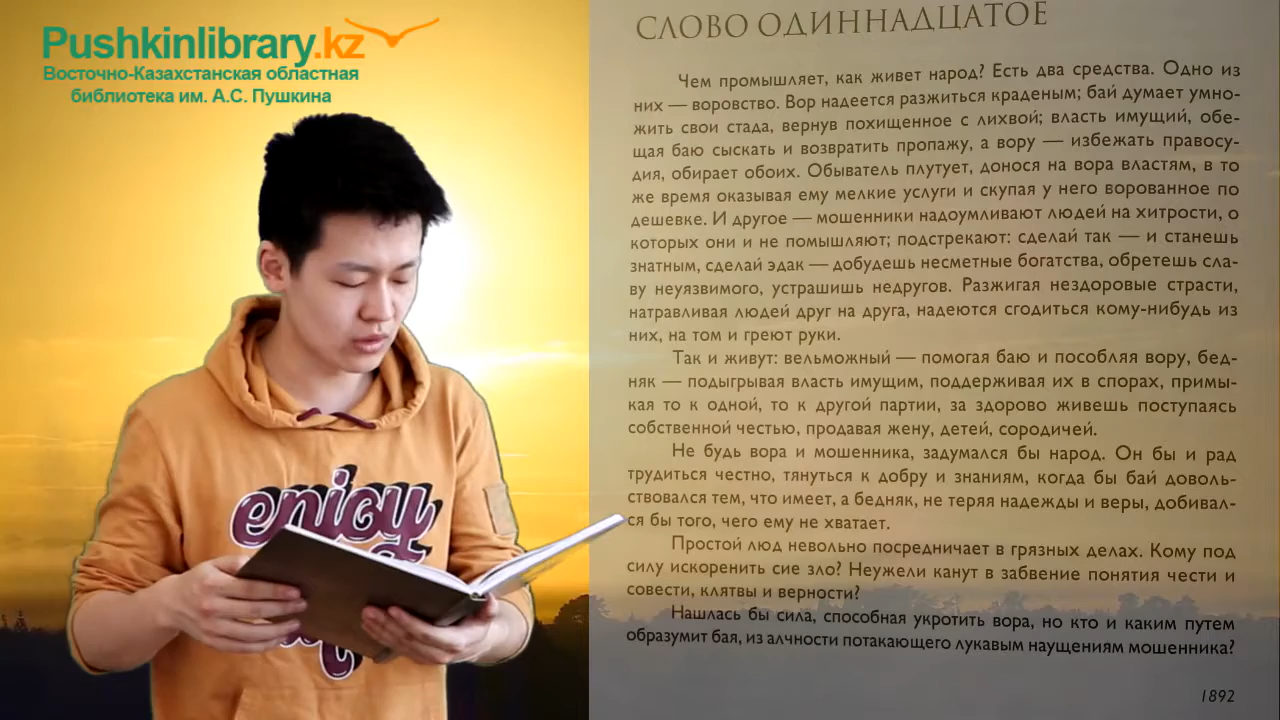 Pushkinlibrary.kz
Восточно-Казахстанская областная
библиотека им. А.С. Пушкина
СЛОВО ОДИННАДЦАТОЕ
Чем промышляет, как живет народ? Есть два средства. Одно из
них — воровство. Вор надеется разжиться краденым; бай думает умно-
жить свои стада, вернув похищенное с лихвой; власть имущий, обе-
щая баю сыскать и возвратить пропажу, а вору — избежать правосу-
дия, обирает обоих. Обыватель плутует, донося на вора властям, в то
же время оказывая ему мелкие услуги и скупая у него ворованное по
дешевке. И другое — мошенники надоумливают людей на хитрости, о
которых они и не помышляют; подстрекают: сделай так — и станешь
знатным, сделай эдак — добудешь несметные богатства, обретешь сла-
ву неуязвимого, устрашишь недругов. Разжигая нездоровые страсти,
натравливая людей друг на друга, надеются сгодиться кому-нибудь из
них, на том и греют руки.
Так и живут: вельможный — помогая баю и пособляя вору, бед-
няк — подыгрывая власть имущим, поддерживая их в спорах, примы-
кая то к одной, то к другой партии, за здорово живешь поступаясь
собственной честью, продавая жену, детей, сородичей.
Не будь вора и мошенника, задумался бы народ. Он бы и рад
трудиться честно, тянуться к добру и знаниям, когда бы бай доволь-
ствовался тем, что имеет, а бедняк, не теряя надежды и веры, добивал-
ся бы того, чего ему не хватает.
Простой люд невольно посредничает в грязных делах. Кому под
силу искоренить сие зло? Неужели канут в забвение понятия чести и
совести, клятвы и верности?
Нашлась бы сила, способная укротить вора, но кто и каким путем
образумит бая, из алчности потакающего лукавым наущениям мошенника?
1892
enjoy